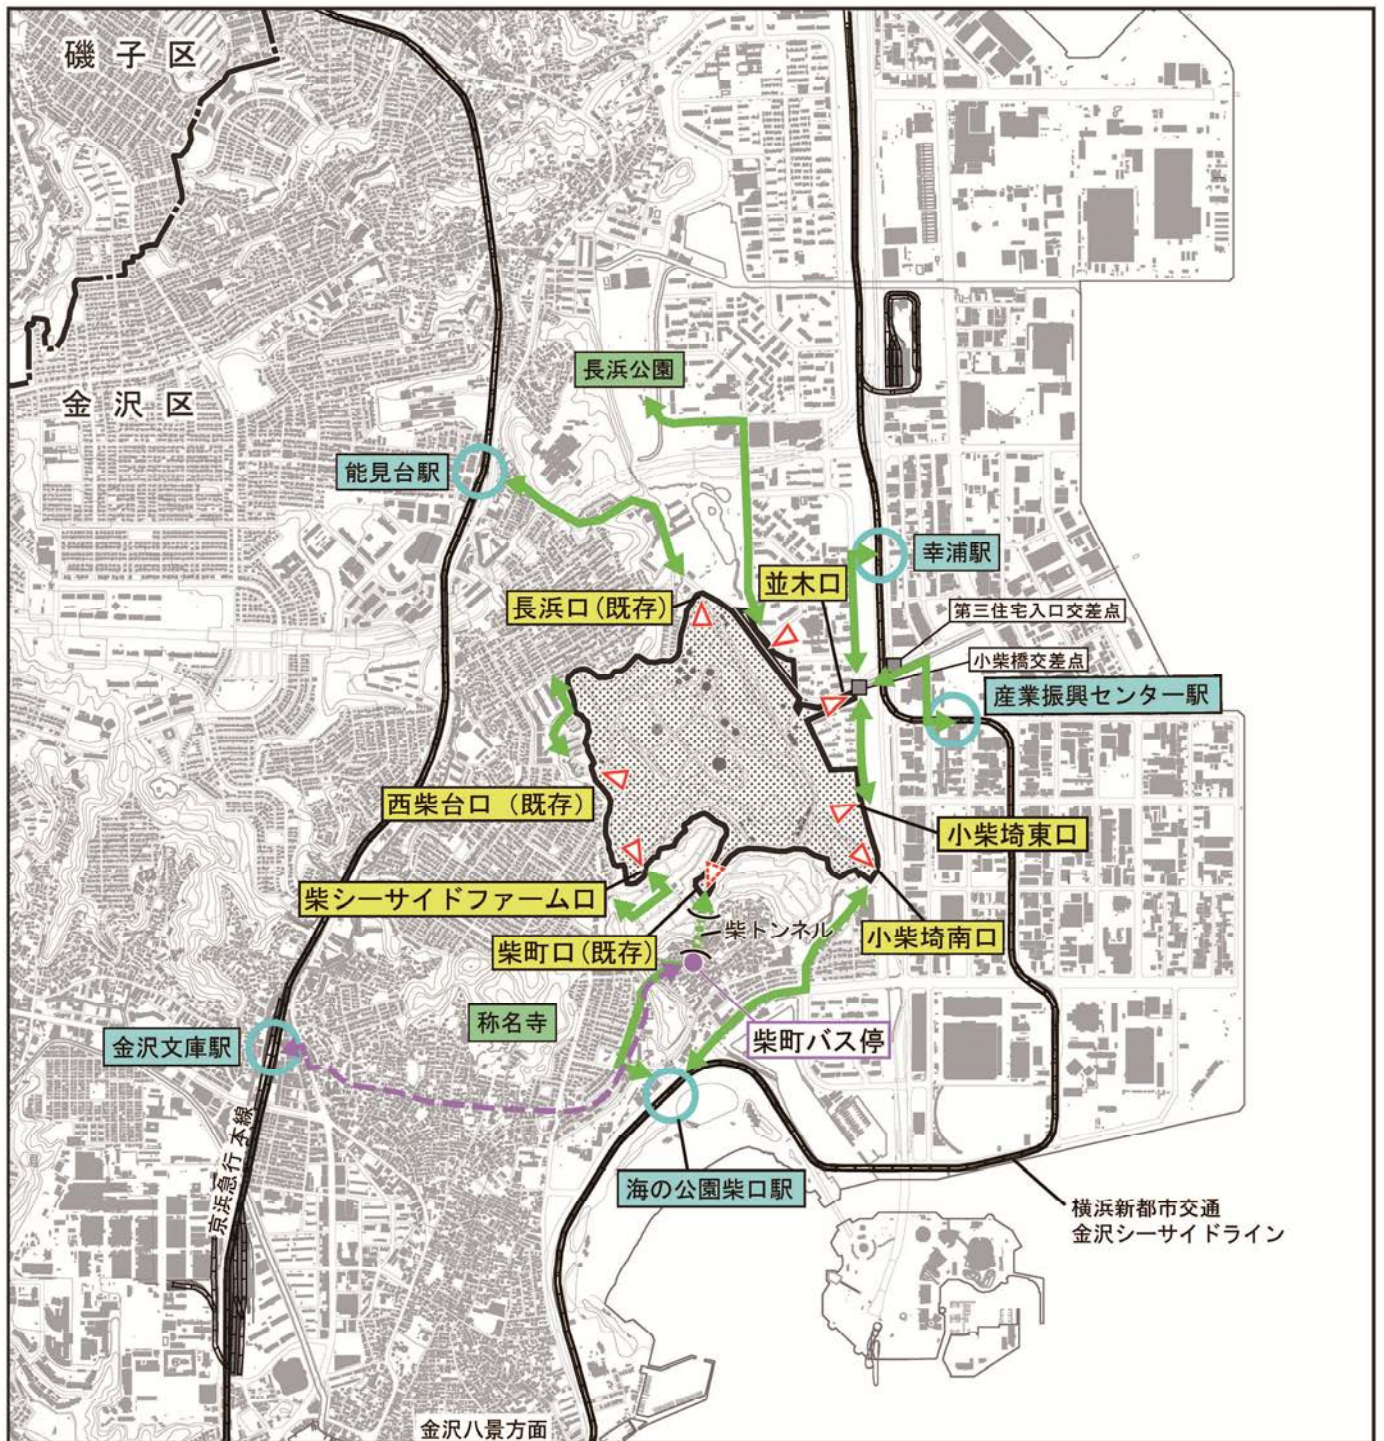 磯子区
金沢区
長浜公園
能見台駅
幸浦駅
並木口
長浜口(既存)
第三住宅入口交差点
小柴橋交差点
産業振興センター駅
西柴台口（既存）
小柴埼東口
柴シーサイドファーム口
柴トンネル
小柴埼南口
柴町口(既存)
称名寺
金沢文庫駅
柴町バス停
京浜急行本線
海の公園柴口駅
横浜新都市交通
金沢シーサイドライン
金沢八景方面